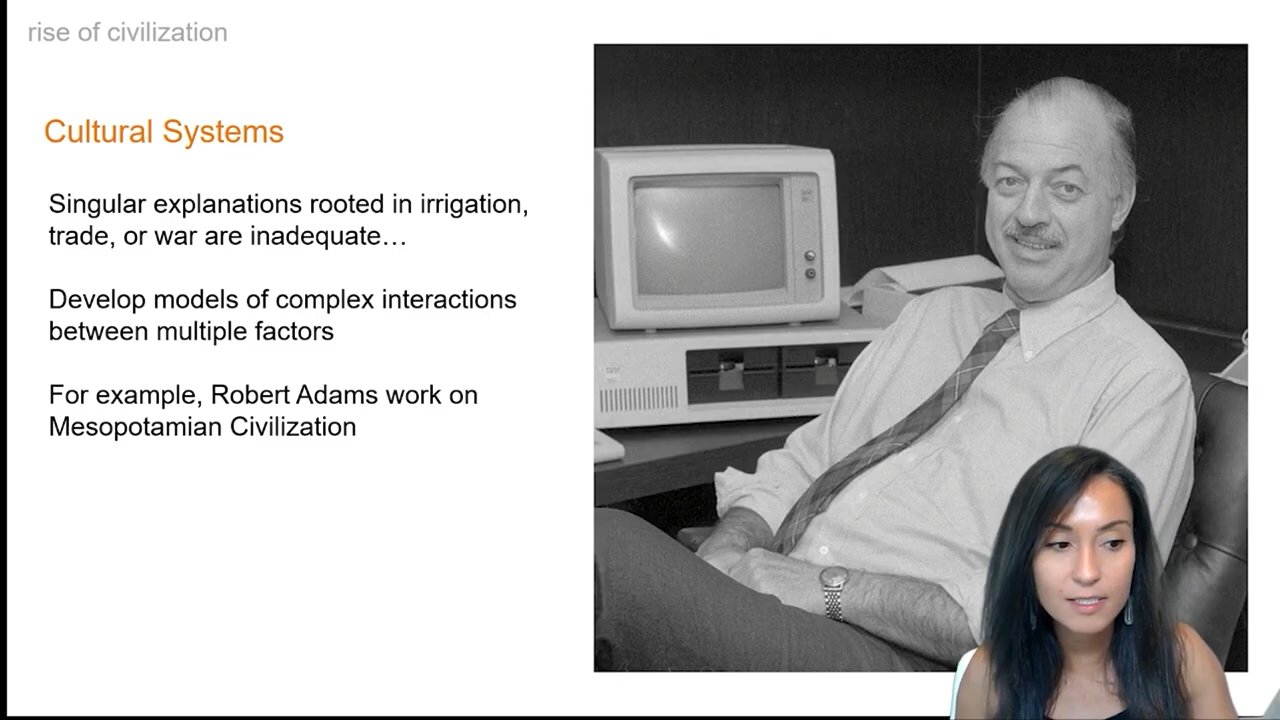 rise of civilization
Cultural Systems
Singular explanations rooted in irrigation,
trade, or war are inadequate…
Develop models of complex interactions
between multiple factors
For example, Robert Adams work on
Mesopotamian Civilization
IBM